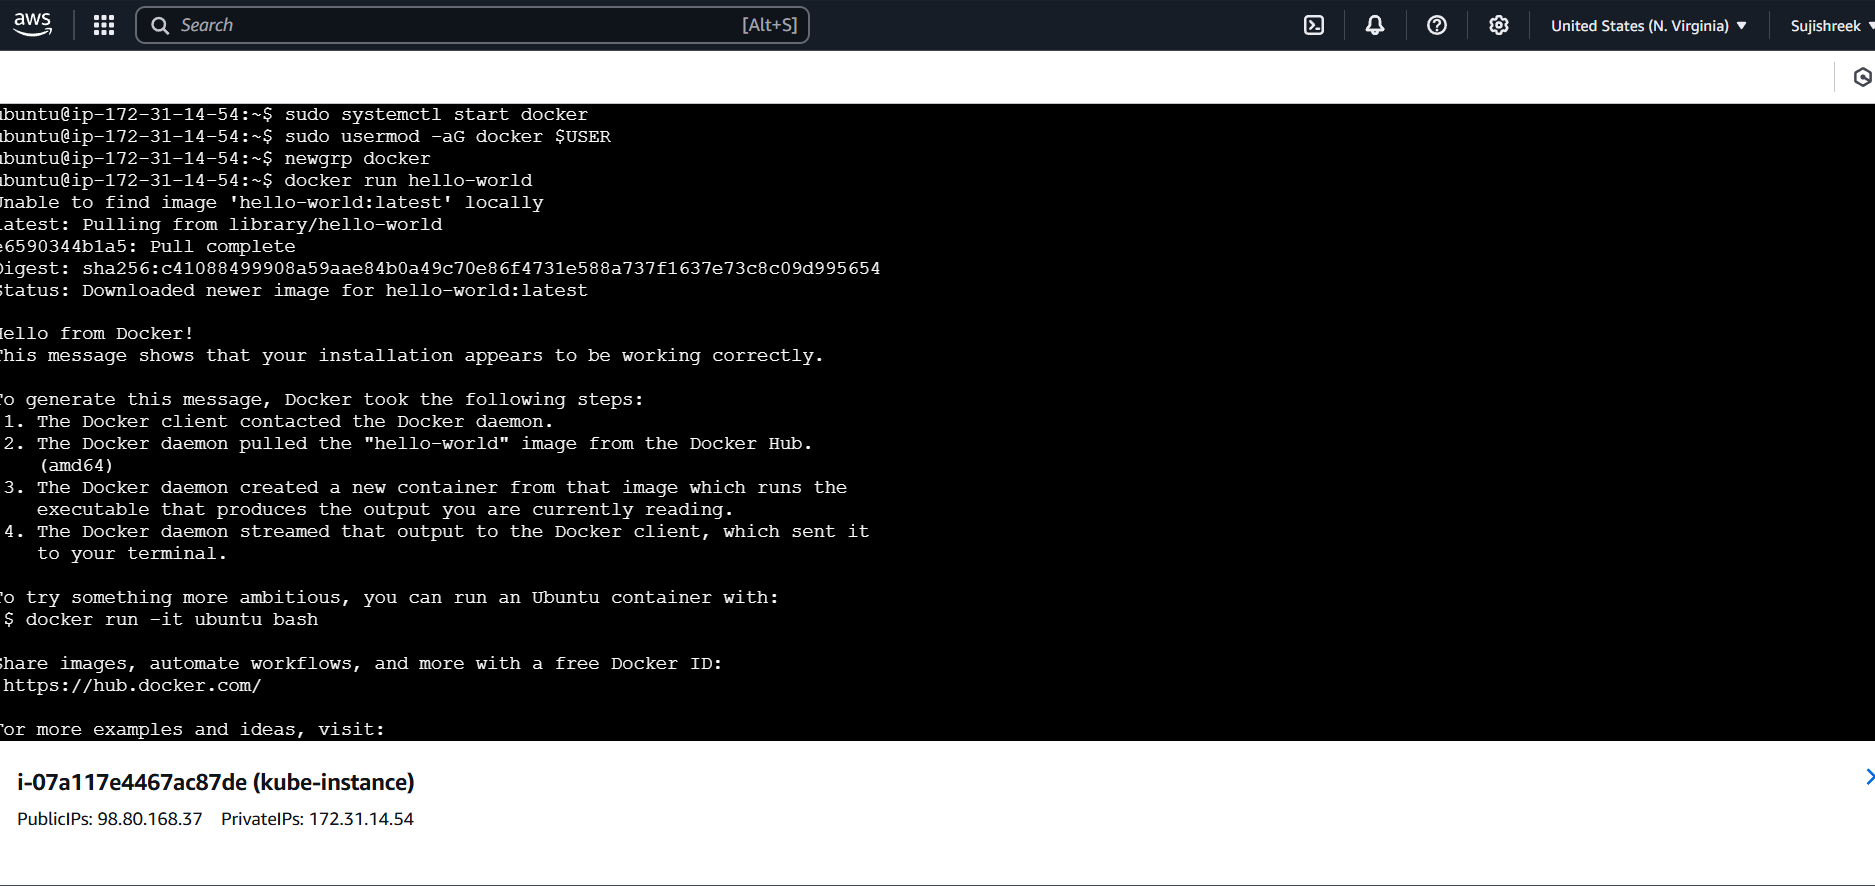 aws
Search [Alt+S] United States (N. Virginia) Sujishreek
ubuntu@ip-172-31-14-54:~$ sudo systemctl start docker
ubuntu@ip-172-31-14-54:~$ sudo usermod -aG docker $USER
ubuntu@ip-172-31-14-54:~$ newgrp docker
ubuntu@ip-172-31-14-54:~$ docker run hello-world
Unable to find image 'hello-world:latest' locally
latest: Pulling from library/hello-world
e6590344b1a5: Pull complete
Digest: sha256:c41088499908a59aae84b0a49c70e86f4731e588a737f1637e73c8c09d995654
Status: Downloaded newer image for hello-world:latest
Hello from Docker!
This message shows that your installation appears to be working correctly.
To generate this message, Docker took the following steps:
1. The Docker client contacted the Docker daemon.
2. The Docker daemon pulled the "hello-world" image from the Docker Hub.
(amd64)
3. The Docker daemon created a new container from that image which runs the
executable that produces the output you are currently reading.
4. The Docker daemon streamed that output to the Docker client, which sent it
to your terminal.
To try something more ambitious, you can run an Ubuntu container with:
$ docker run -it ubuntu bash
Share images, automate workflows, and more with a free Docker ID:
https://hub.docker.com/
For more examples and ideas, visit:
i-07a117e4467ac87de (kube-instance)
PublicIPs: 98.80.168.37 PrivateIPs: 172.31.14.54